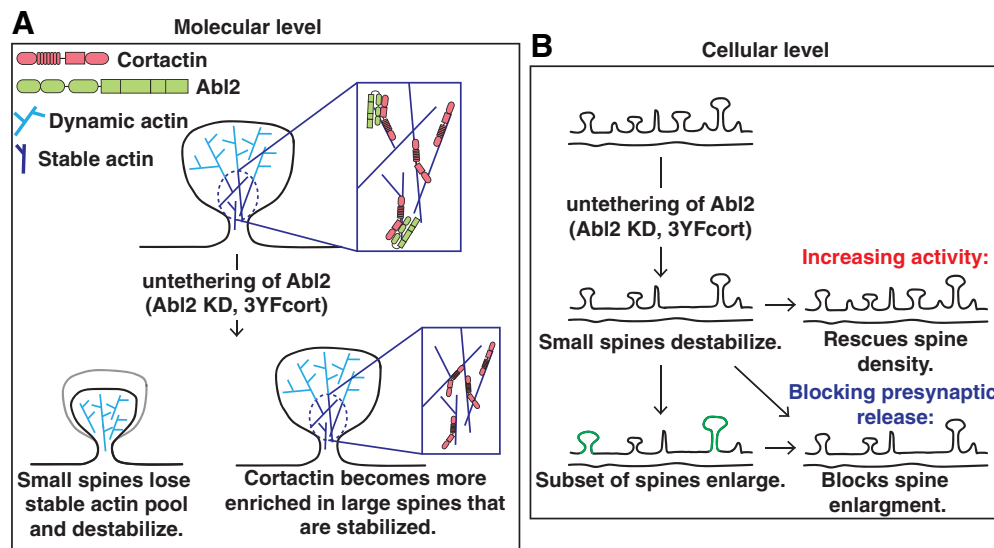 A
Molecular level
Cortactin
Abl2
Dynamic actin
Stable actin
untethering of Abl2
(Abl2 KD, 3YFcort)
Small spines lose
stable actin pool
and destabilize.
Cortactin becomes more
enriched in large spines that
are stabilized.
B
Cellular level
untethering of Abl2
(Abl2 KD, 3YFcort)
Small spines destabilize.
Increasing activity:
Rescues spine
density.
Blocking presynaptic
release:
Subset of spines enlarge.
Blocks spine
enlargment.